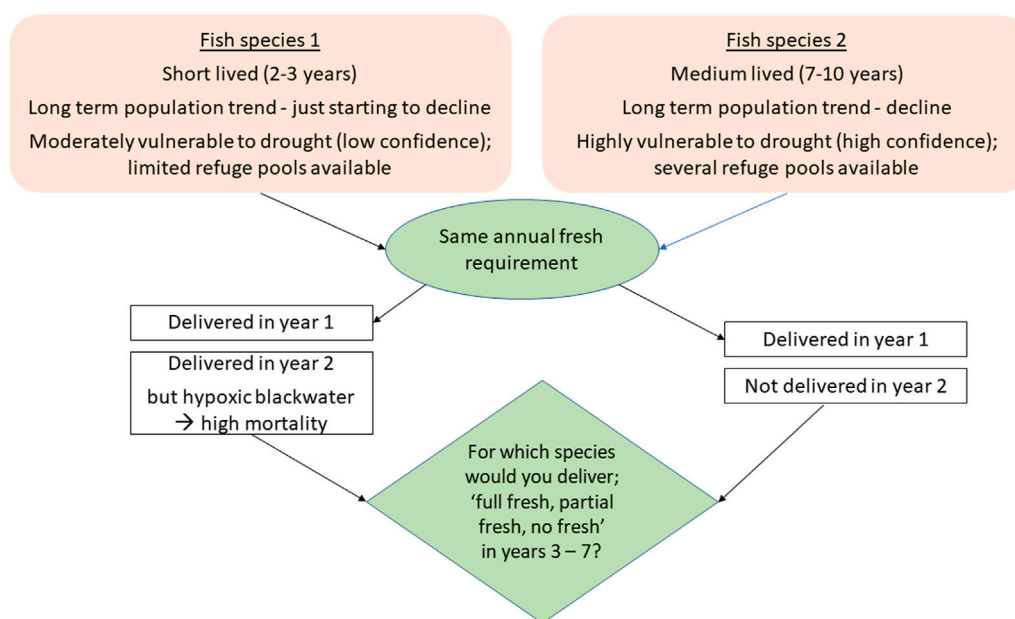 Fish species 1
Short lived (2-3 years)
Long term population trend - just starting to decline
Moderately vulnerable to drought (low confidence);
limited refuge pools available
Fish species 2
Medium lived (7-10 years)
Long term population trend - decline
Highly vulnerable to drought (high confidence);
several refuge pools available
Same annual fresh
requirement
Delivered in year 1
Delivered in year 2
but hypoxic blackwater
→ high mortality
Delivered in year 1
Not delivered in year 2
For which species
would you deliver;
‘full fresh, partial
fresh, no fresh’
in years 3 – 7?